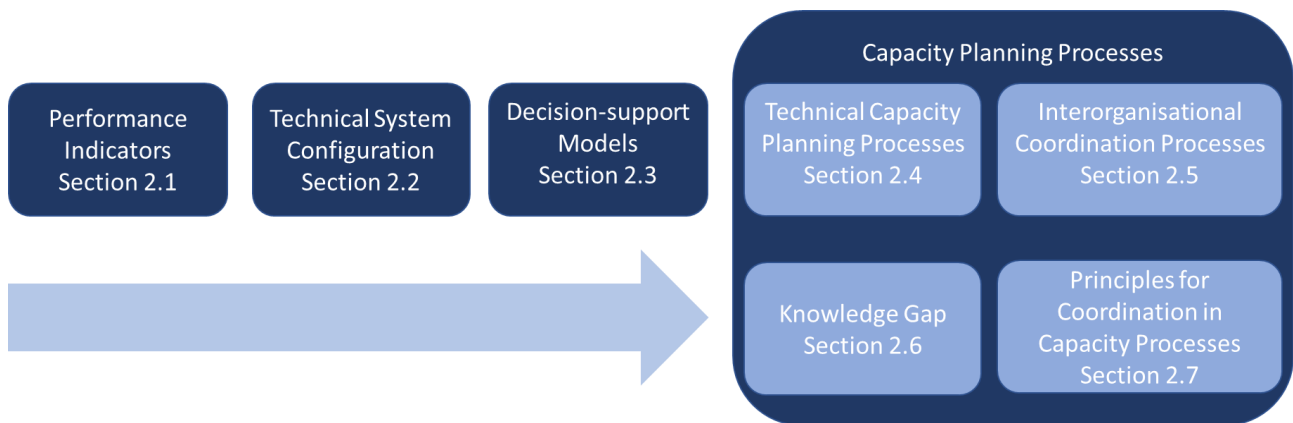 Performance
Indicators
Section 2.1
Technical System
Configuration
Section 2.2
Decision-support
Models
Section 2.3
Capacity Planning Processes
Technical Capacity
Planning Processes
Section 2.4
Interorganisational
Coordination Processes
Section 2.5
Knowledge Gap
Section 2.6
Principles for
Coordination in
Capacity Processes
Section 2.7